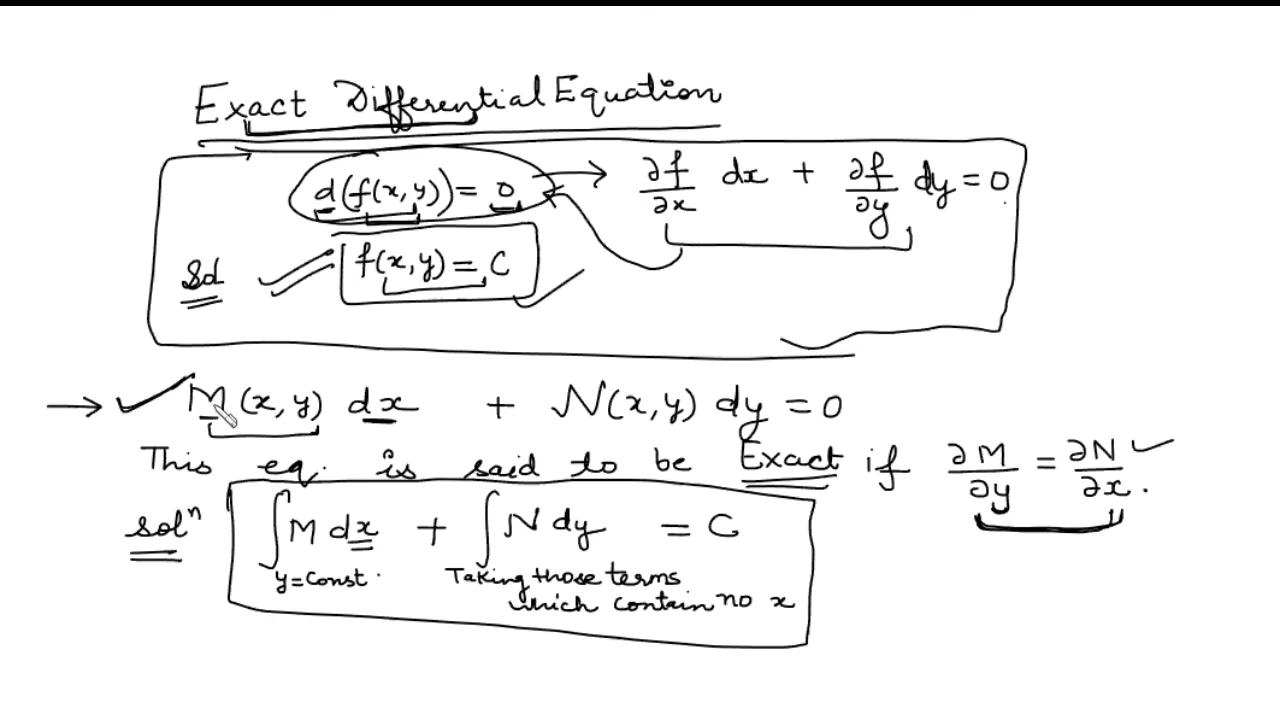 Exact Differential Equation
d(f(x,y)) = 0 → ∂f/∂x dx + ∂f/∂y dy = 0.
Sol f(x,y) = C
→ ✓ M(x,y) dx + N(x,y) dy = 0
This eq. is said to be Exact if ∂M/∂y = ∂N/∂x.
solⁿ ∫ M dx + ∫ N dy = C
y=const. Taking those terms
which contain no x